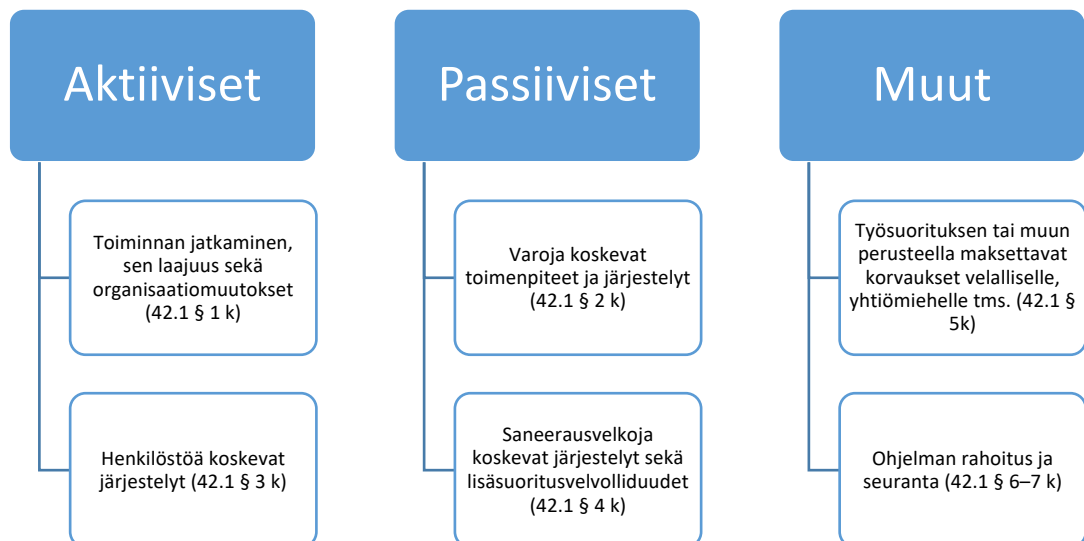 Aktiiviset
Toiminnan jatkaminen,
sen laajuus sekä
organisaatiomuutokset
(42.1 § 1 k)
Henkilöstöä koskevat
järjestelyt (42.1 § 3 k)
Passiiviset
Varoja koskevat
toimenpiteet ja järjestelyt
(42.1 § 2 k)
Saneerausvelkoja
koskevat järjestelyt sekä
lisäsuoritusvelvolliduudet
(42.1 § 4 k)
Muut
Työsuorituksen tai muun
perusteella maksettavat
korvaukset velalliselle,
yhtiömiehelle tms. (42.1 §
5k)
Ohjelman rahoitus ja
seuranta (42.1 § 6–7 k)